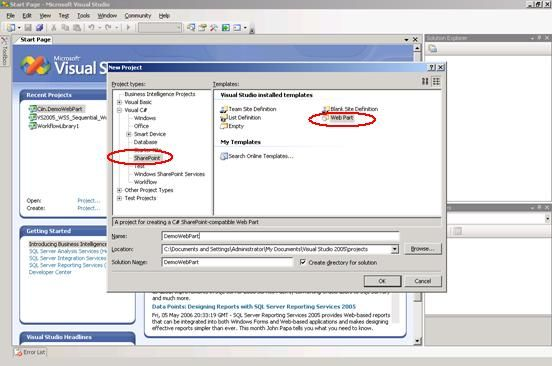 Start Page - Microsoft Visual Studio
File Edit View Test Tools Window Community Help
Toolbox
Start Page
Solution Explorer
Microsoft
Visual Stu
Recent Projects
Ciin.DemoWebPart
VS2005_WSS_Sequential_Wo
WorkflowLibrary1
Open: Project...
Create: Project...
Getting Started
Introducing Business Intelligenc
SQL Server Analysis Services (H
SQL Server Integration Services
SQL Server Reporting Services (
Developer Center
Visual Studio Headlines
New Project
Project types:
Templates:
Business Intelligence Projects
Visual Basic
Visual C#
Windows
Office
Smart Device
Database
SharePoint
Test
Windows SharePoint Services
Workflow
Other Project Types
Test Projects
Visual Studio installed templates
Team Site Definition
Blank Site Definition
List Definition
Web Part
Empty
My Templates
Search Online Templates...
A project for creating a C# SharePoint-compatible Web Part
Name: DemoWebPart
Location: C:\Documents and Settings\Administrator\My Documents\Visual Studio 2005\projects
Browse...
Solution Name: DemoWebPart
Create directory for solution
OK
Cancel
and much more.
Data Points: Designing Reports with SQL Server Reporting Services 2005
Fri, 05 May 2006 20:33:19 GMT - SQL Server Reporting Services 2005 provides Web-based reports
that can be integrated into both Windows Forms and Web-based applications and makes designing
effective reports simpler than ever. This month John Papa tells you what you need to know.
Error List